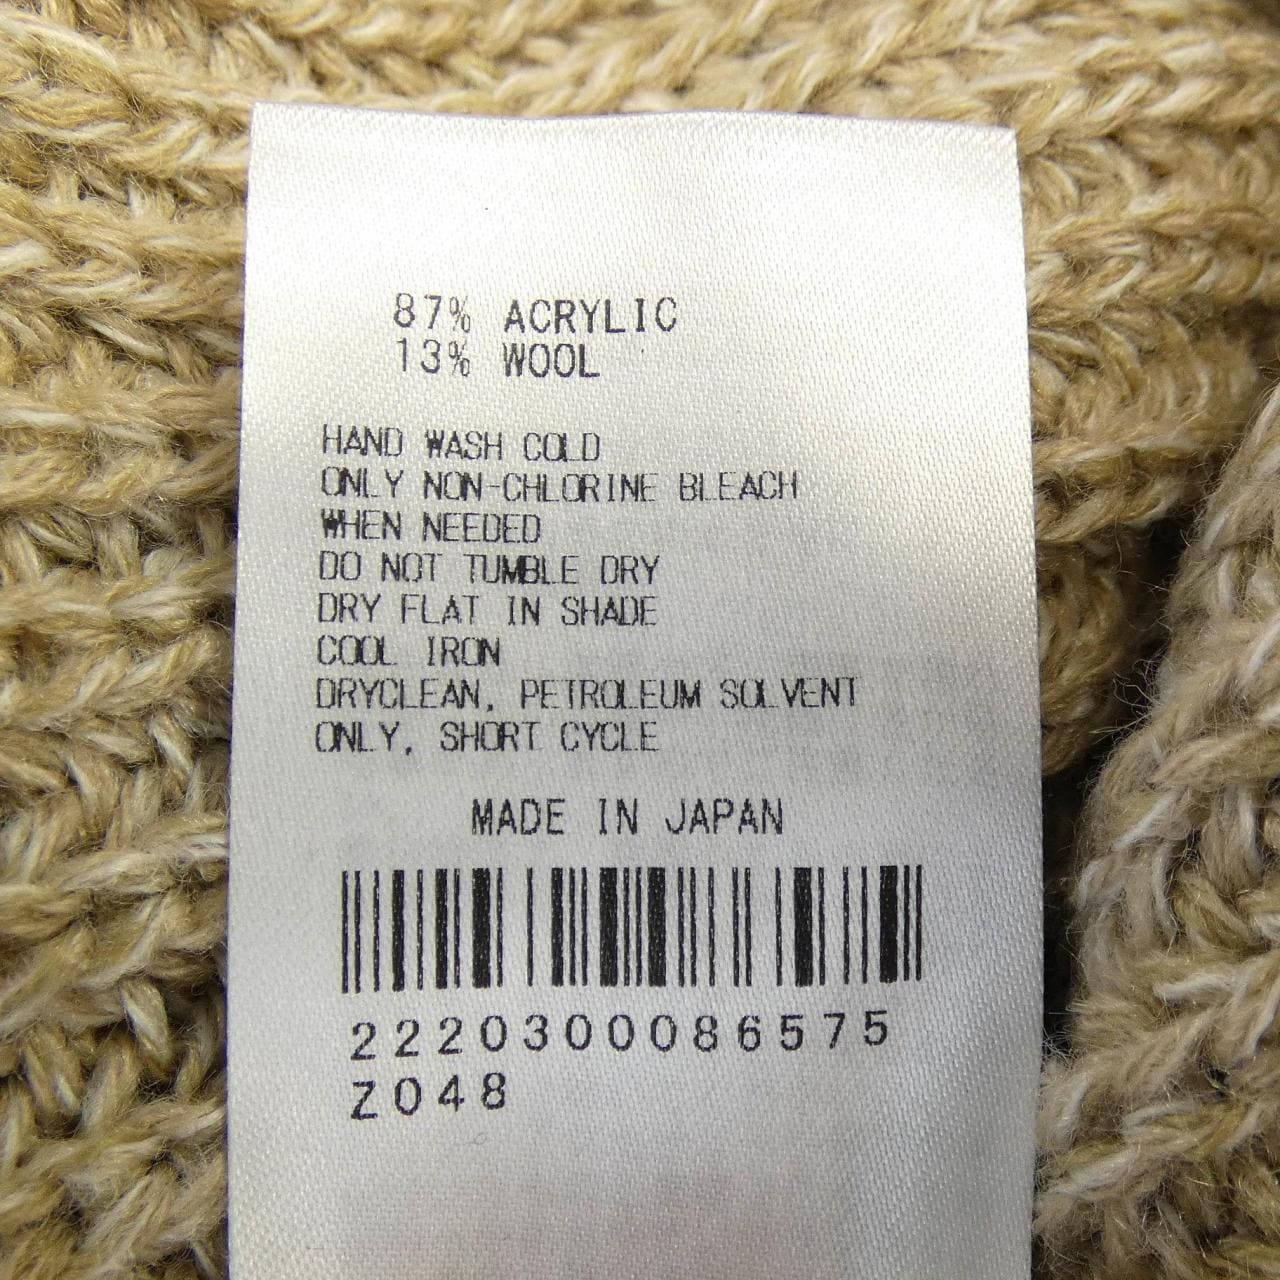 87% ACRYLIC
13% WOOL
HAND WASH COLD
ONLY NON-CHLORINE BLEACH
WHEN NEEDED
DO NOT TUMBLE DRY
DRY FLAT IN SHADE
COOL IRON
DRYCLEAN, PETROLEUM SOLVENT
ONLY, SHORT CYCLE
MADE IN JAPAN
2220300086575
Z048